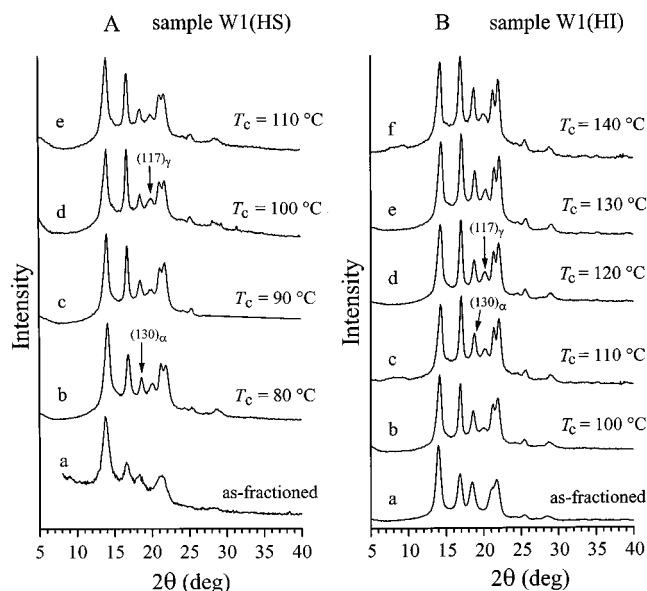 A sample W1(HS)
e
Tc = 110 °C
(117)γ
d
Tc = 100 °C
c
Tc = 90 °C
(130)α
b
Tc = 80 °C
a
as-fractioned
Intensity
5 10 15 20 25 30 35 40
2θ (deg)
B sample W1(HI)
f
Tc = 140 °C
e
Tc = 130 °C
(117)γ
d
Tc = 120 °C
(130)α
c
Tc = 110 °C
b
Tc = 100 °C
a
as-fractioned
Intensity
5 10 15 20 25 30 35 40
2θ (deg)